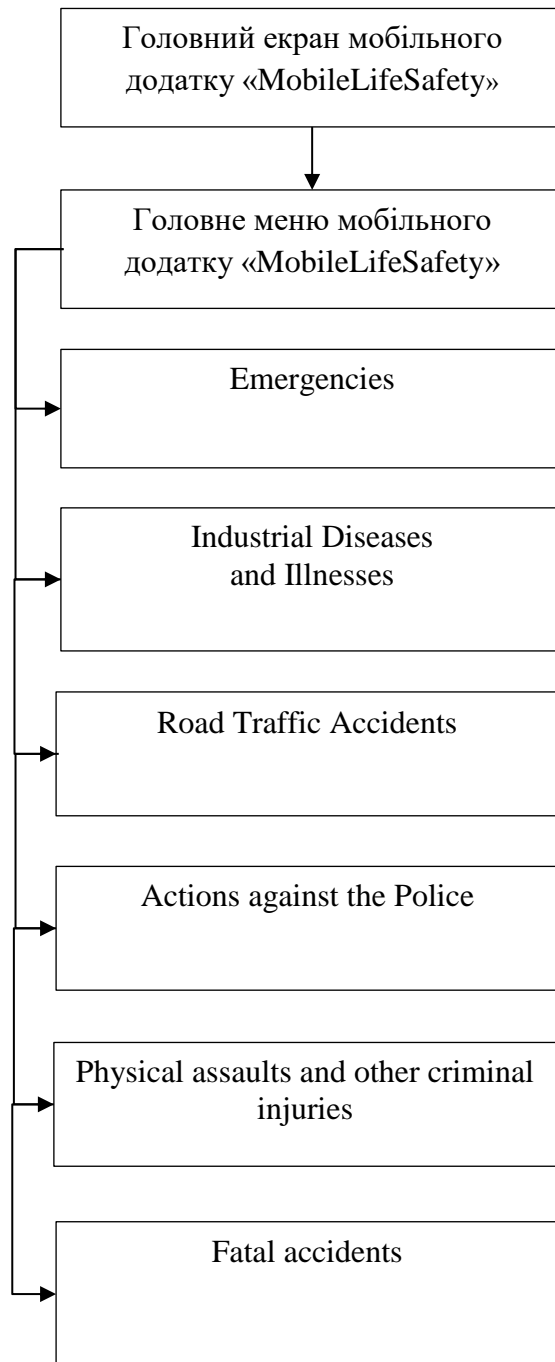 Головний екран мобільного
додатку «MobileLifeSafety»
Головне меню мобільного
додатку «MobileLifeSafety»
Emergencies
Industrial Diseases
and Illnesses
Road Traffic Accidents
Actions against the Police
Physical assaults and other criminal
injuries
Fatal accidents